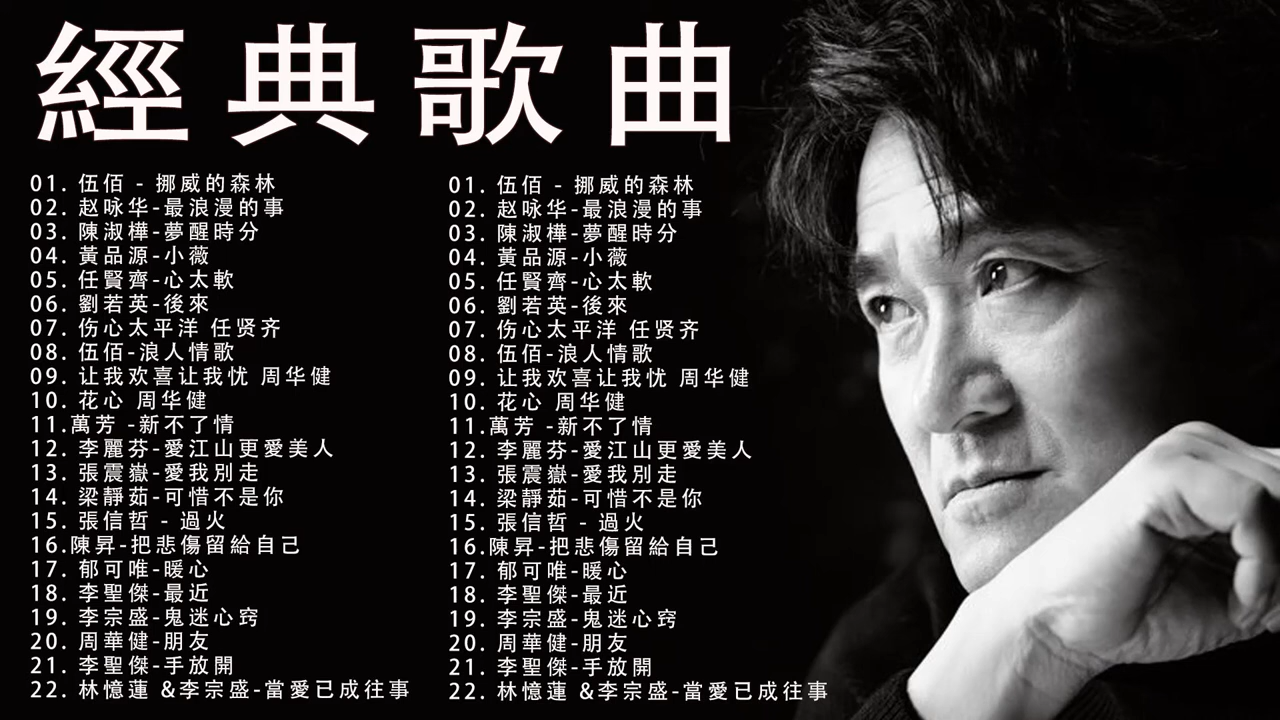 經典歌曲
01. 伍佰 - 挪威的森林
02. 赵咏华-最浪漫的事
03. 陳淑樺-夢醒時分
04. 黃品源-小薇
05. 任賢齊-心太軟
06. 劉若英-後來
07. 伤心太平洋 任贤齐
08. 伍佰-浪人情歌
09. 让我欢喜让我忧 周华健
10. 花心 周华健
11.萬芳 -新不了情
12. 李麗芬-愛江山更愛美人
13. 張震嶽-愛我別走
14. 梁靜茹-可惜不是你
15. 張信哲 - 過火
16.陳昇-把悲傷留給自己
17. 郁可唯-暖心
18. 李聖傑-最近
19. 李宗盛-鬼迷心窍
20. 周華健-朋友
21. 李聖傑-手放開
22. 林憶蓮 &李宗盛-當愛已成往事
01. 伍佰 - 挪威的森林
02. 赵咏华-最浪漫的事
03. 陳淑樺-夢醒時分
04. 黃品源-小薇
05. 任賢齊-心太軟
06. 劉若英-後來
07. 伤心太平洋 任贤齐
08. 伍佰-浪人情歌
09. 让我欢喜让我忧 周华健
10. 花心 周华健
11.萬芳 -新不了情
12. 李麗芬-愛江山更愛美人
13. 張震嶽-愛我別走
14. 梁靜茹-可惜不是你
15. 張信哲 - 過火
16.陳昇-把悲傷留給自己
17. 郁可唯-暖心
18. 李聖傑-最近
19. 李宗盛-鬼迷心窍
20. 周華健-朋友
21. 李聖傑-手放開
22. 林憶蓮 &李宗盛-當愛已成往事